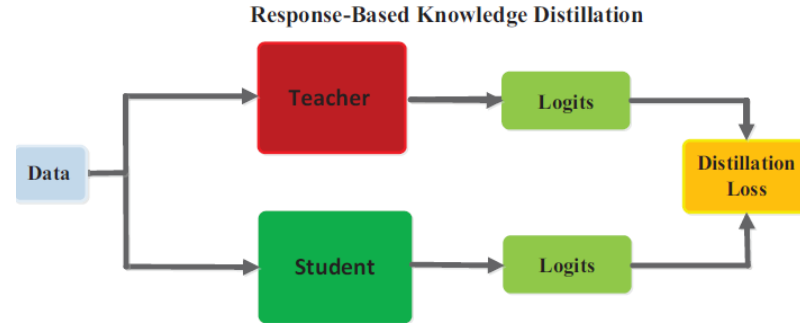 Response-Based Knowledge Distillation
Teacher
Logits
Data
Distillation
Loss
Student
Logits